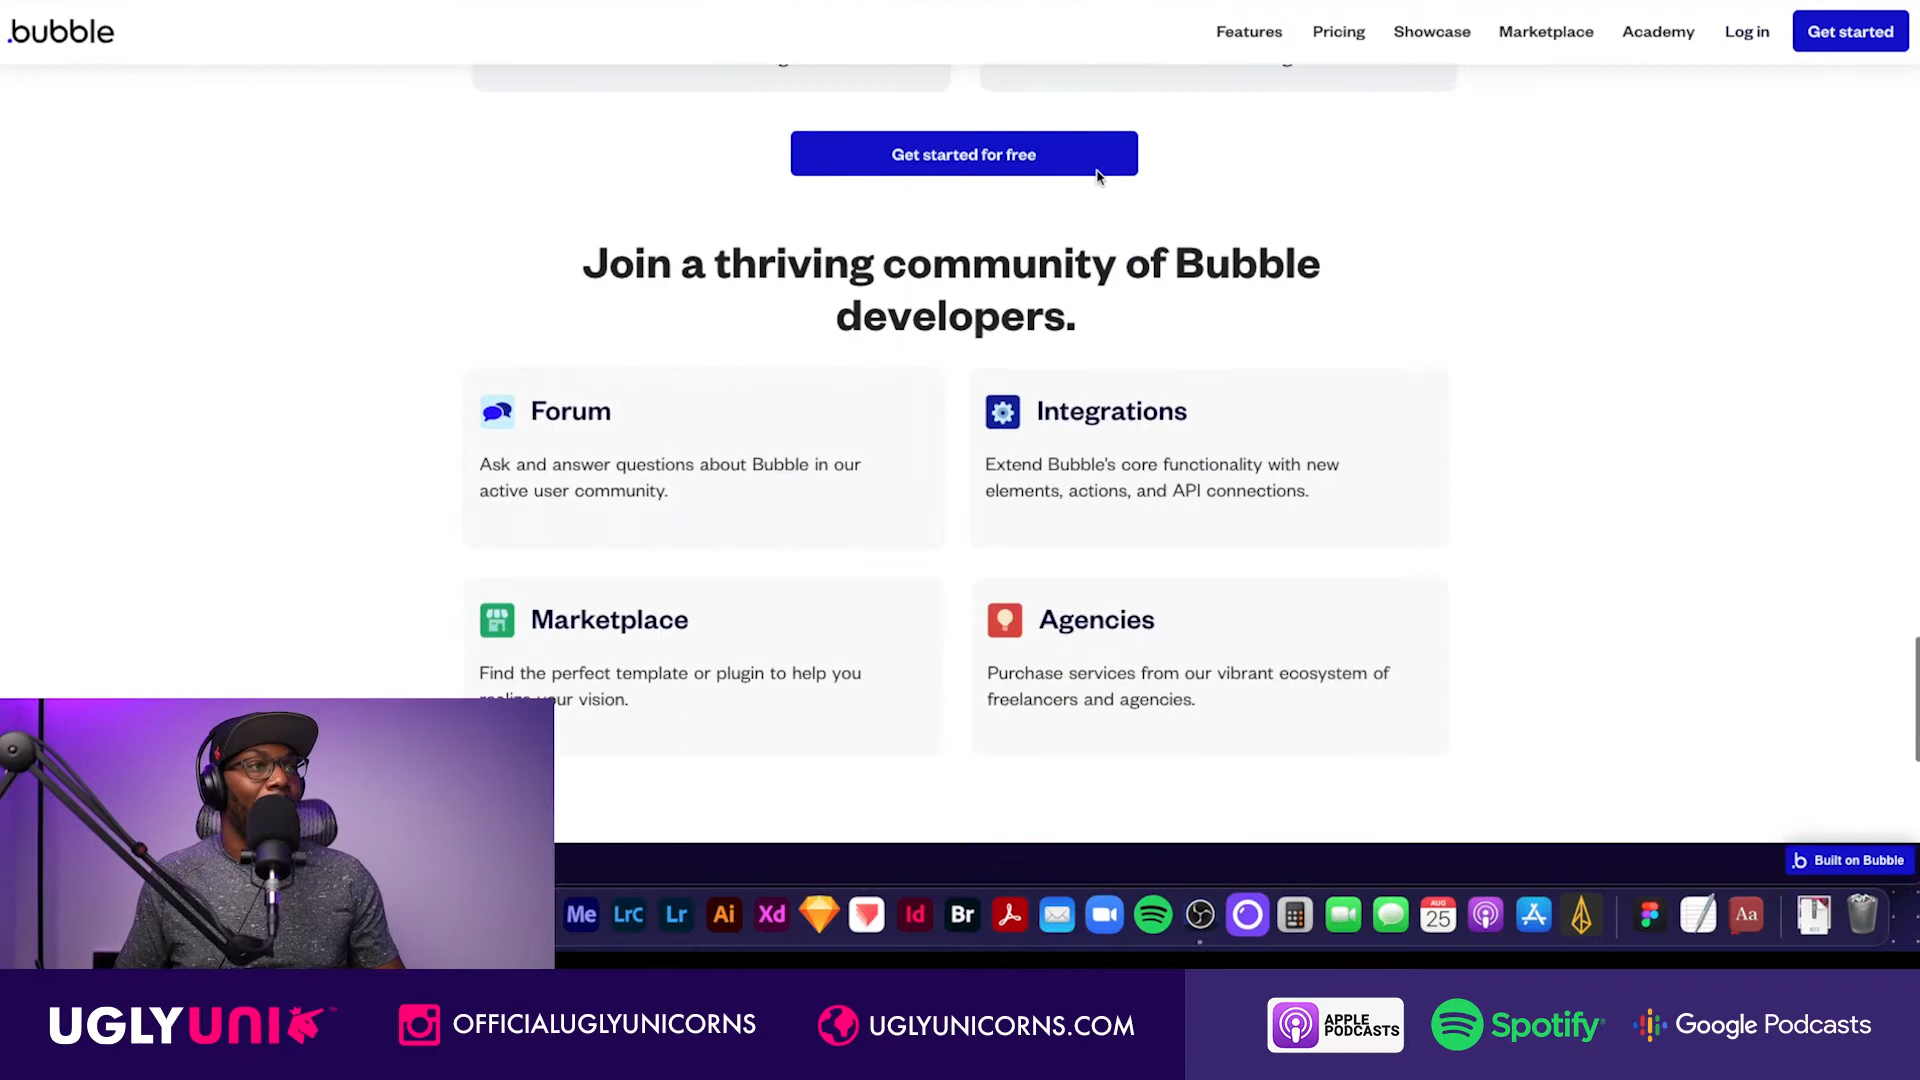 .bubble
Features
Pricing
Showcase
Marketplace
Academy
Log in
Get started
Get started for free
Join a thriving community of Bubble
developers.
Forum
Ask and answer questions about Bubble in our
active user community.
Integrations
Extend Bubble's core functionality with new
elements, actions, and API connections.
Marketplace
Find the perfect template or plugin to help you
your vision.
Agencies
Purchase services from our vibrant ecosystem of
freelancers and agencies.
b Built on Bubble
Me
LrC
Lr
Ai
Xd
Id
Br
AUG
25
Aa
UGLYUNI
OFFICIALUGLYUNICORNS
UGLYUNICORNS.COM
APPLE
PODCASTS
Spotify
Google Podcasts